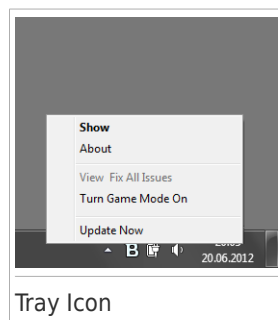 Show
About
View Fix All Issues
Turn Game Mode On
Update Now
B
20.06.2012
Tray Icon